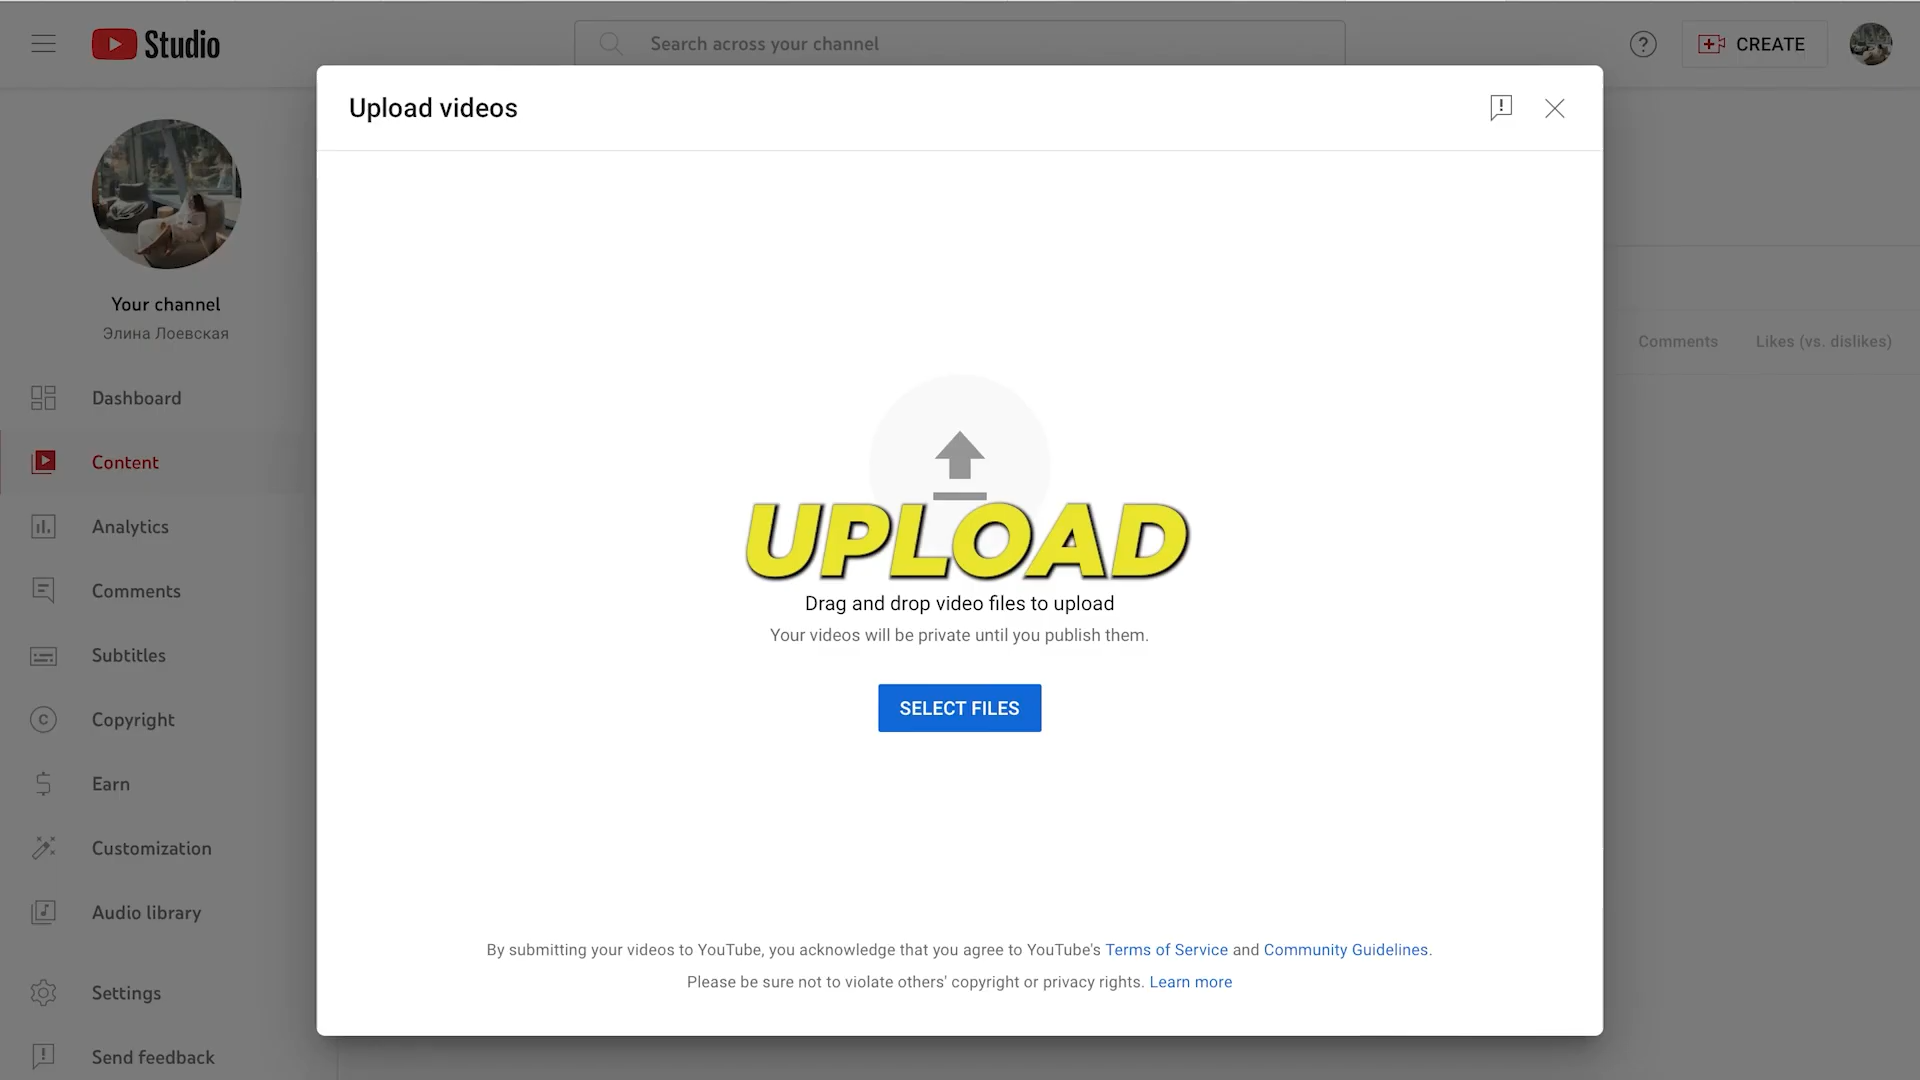 Studio
Search across your channel
?
CREATE
Upload videos
Your channel
Элина Лоевская
Comments
Likes (vs. dislikes)
Dashboard
Content
Analytics
Comments
Subtitles
Copyright
Earn
Customization
Audio library
Settings
Send feedback
UPLOAD
Drag and drop video files to upload
Your videos will be private until you publish them.
SELECT FILES
By submitting your videos to YouTube, you acknowledge that you agree to YouTube's Terms of Service and Community Guidelines.
Please be sure not to violate others' copyright or privacy rights. Learn more